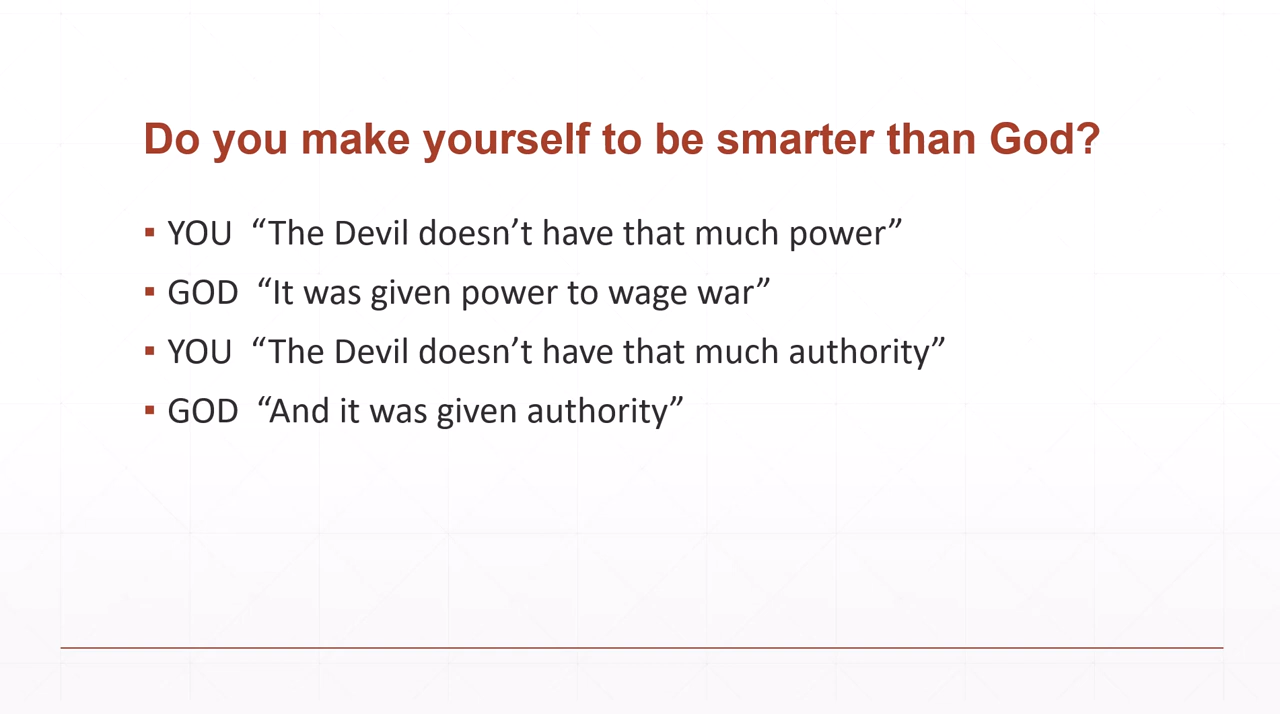 Do you make yourself to be smarter than God?
▪ YOU “The Devil doesn’t have that much power”
▪ GOD “It was given power to wage war”
▪ YOU “The Devil doesn’t have that much authority”
▪ GOD “And it was given authority”